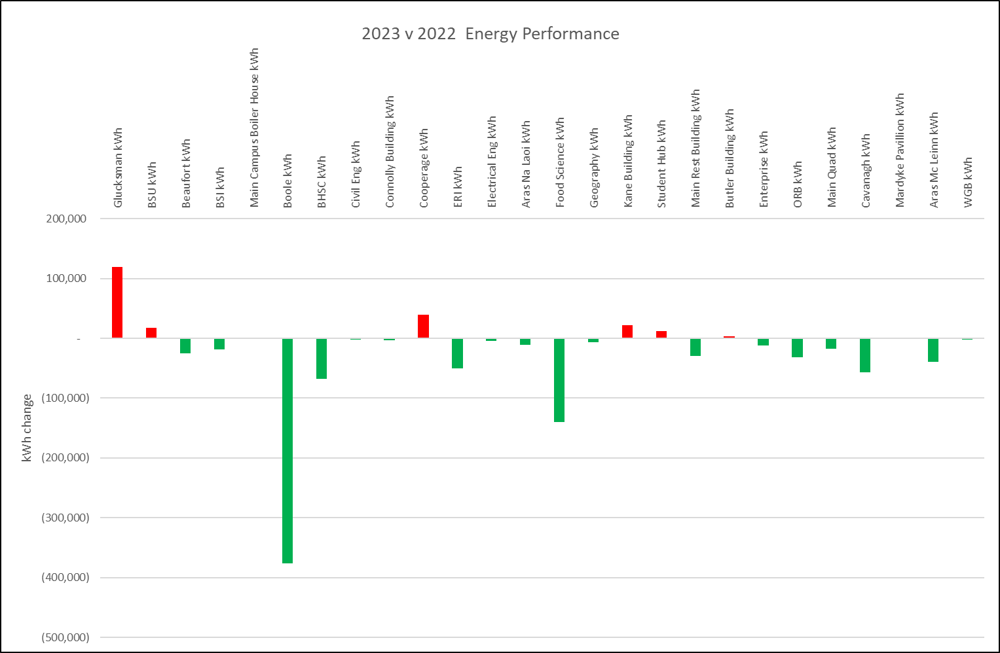 2023 v 2022  Energy Performance
Glucksman kWh
BSU kWh
Beaufort kWh
BSI kWh
Main Campus Boiler House kWh
Boole kWh
BHSC kWh
Civil Eng kWh
Connolly Building kWh
Cooperage kWh
ERI kWh
Electrical Eng kWh
Aras Na Laoi kWh
Food Science kWh
Geography kWh
Kane Building kWh
Student Hub kWh
Main Rest Building kWh
Butler Building kWh
Enterprise kWh
ORB kWh
Main Quad kWh
Cavanagh kWh
Mardyke Pavillion kWh
Aras Mc Leinn kWh
WGB kWh
200,000
100,000
-
(100,000)
(200,000)
(300,000)
(400,000)
(500,000)
kWh change